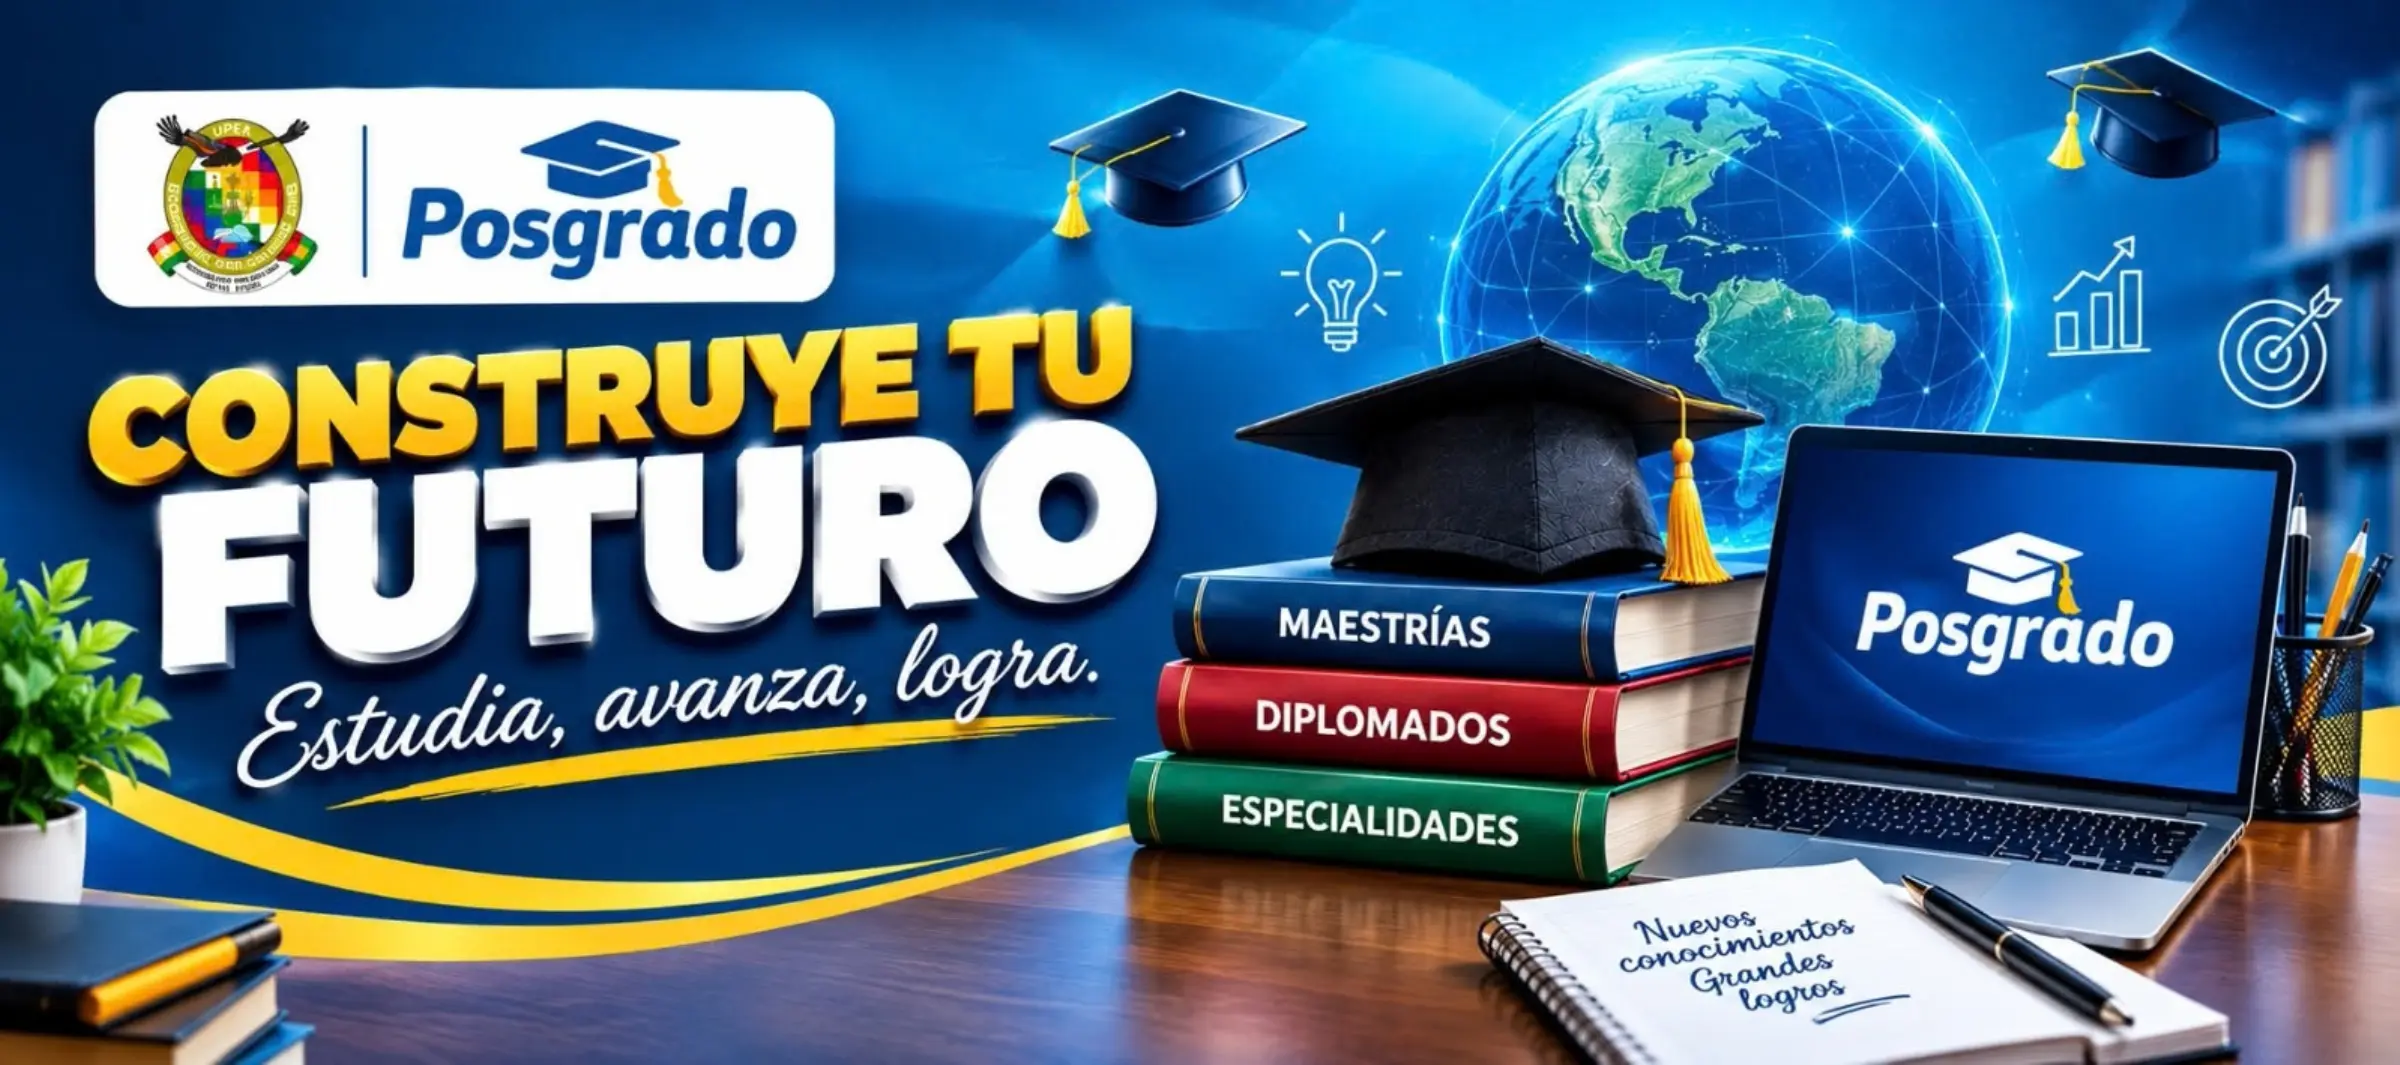 UPEA
Posgrado
CONSTRUYE TU
FUTURO
Estudia, avanza, logra.
MAESTRÍAS
DIPLOMADOS
ESPECIALIDADES
Posgrado
Nuevos
conocimientos
Grandes
logros